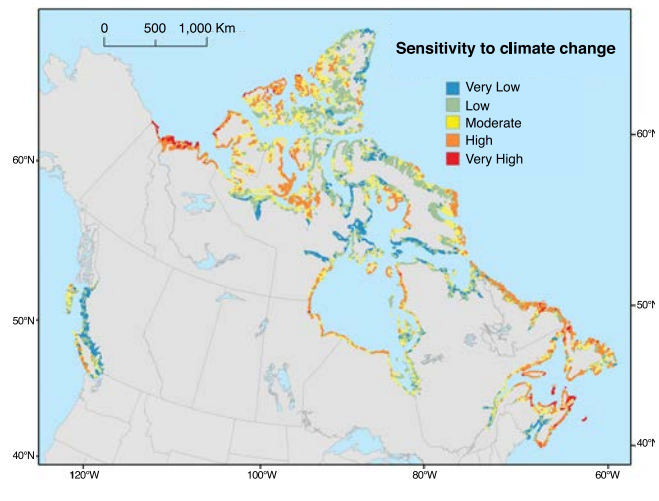 0 500 1,000 Km
Sensitivity to climate change
Very Low
Low
Moderate
High
Very High
60°N
60°N
50°N
50°N
40°N
40°N
120°W 100°W 80°W 60°W